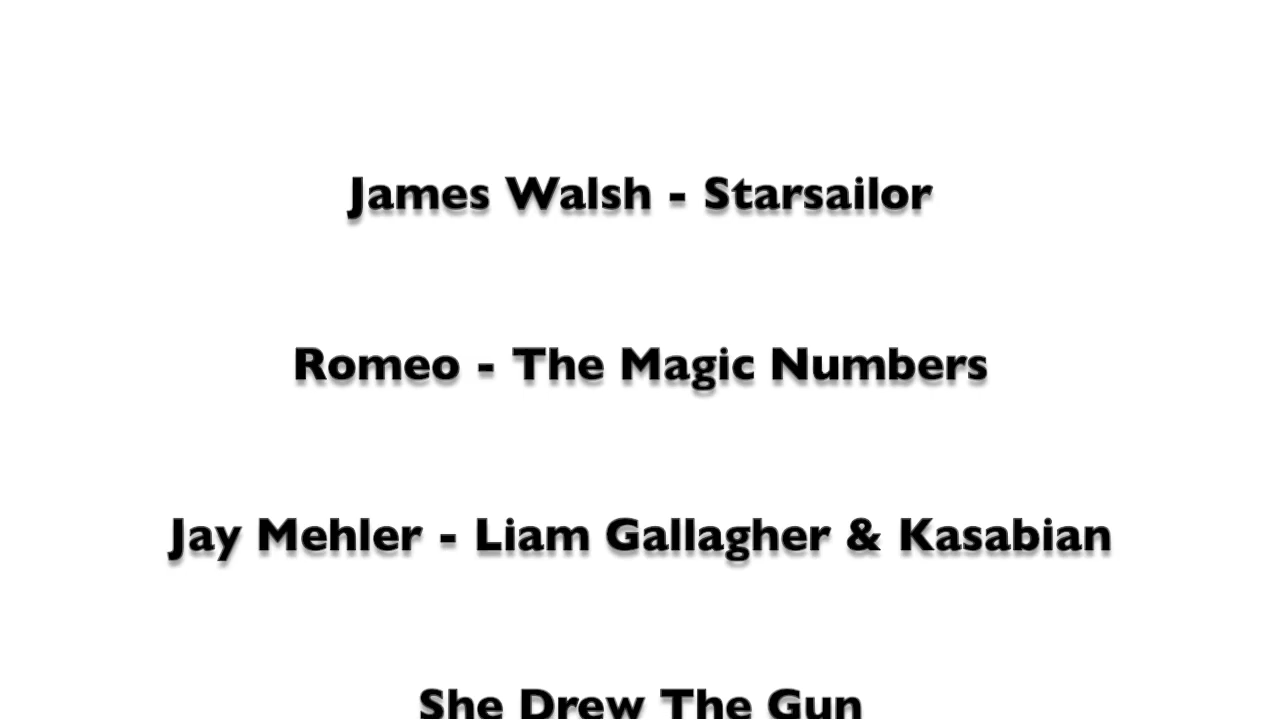 James Walsh - Starsailor
Romeo - The Magic Numbers
Jay Mehler - Liam Gallagher & Kasabian
She Drew The Gun